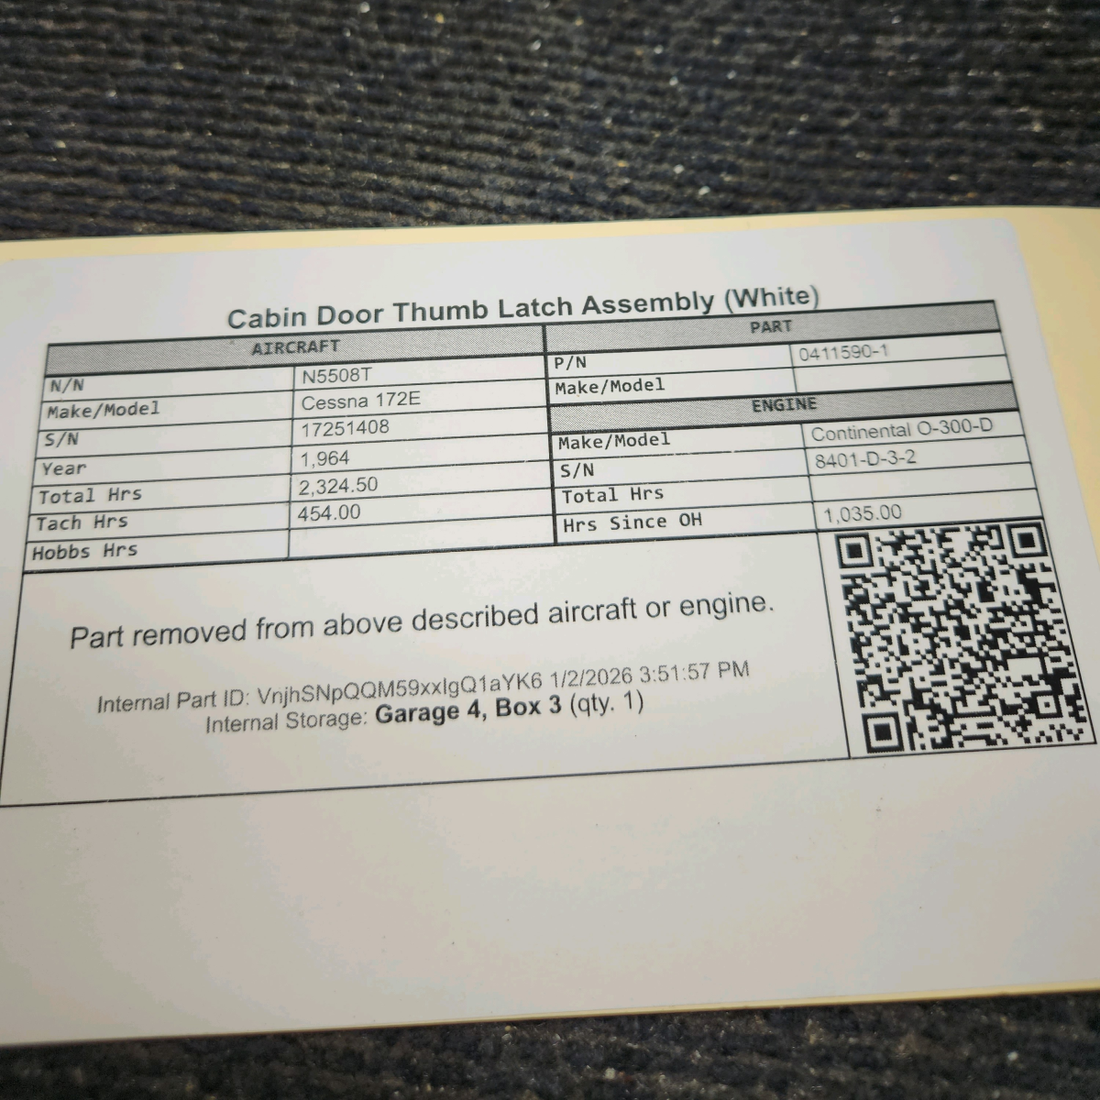 Cabin Door Thumb Latch Assembly (White)
AIRCRAFT
N/N N5508T
Make/Model Cessna 172E
S/N 17251408
Year 1,964
Total Hrs 2,324.50
Tach Hrs 454.00
Hobbs Hrs
PART
P/N 0411590-1
Make/Model
ENGINE
Make/Model Continental O-300-D
S/N 8401-D-3-2
Total Hrs
Hrs Since OH 1,035.00
Part removed from above described aircraft or engine.
Internal Part ID: VnjhSNpQQM59xxIgQ1aYK6 1/2/2026 3:51:57 PM
Internal Storage: Garage 4, Box 3 (qty. 1)